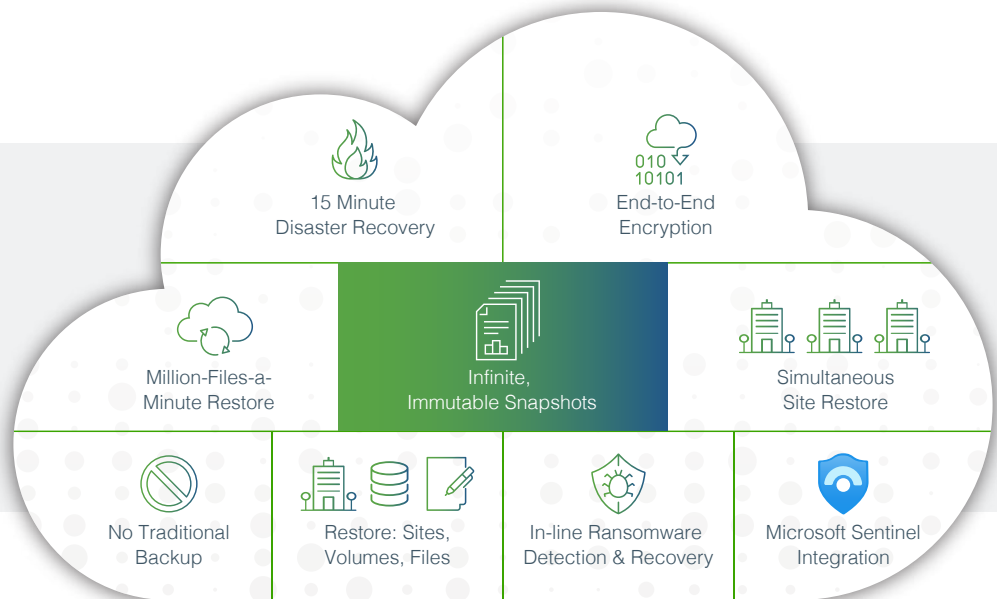 010
10101
15 Minute
Disaster Recovery
End-to-End
Encryption
Million-Files-a-
Minute Restore
Infinite,
Immutable Snapshots
Simultaneous
Site Restore
No Traditional
Backup
Restore: Sites,
Volumes, Files
In-line Ransomware
Detection & Recovery
Microsoft Sentinel
Integration